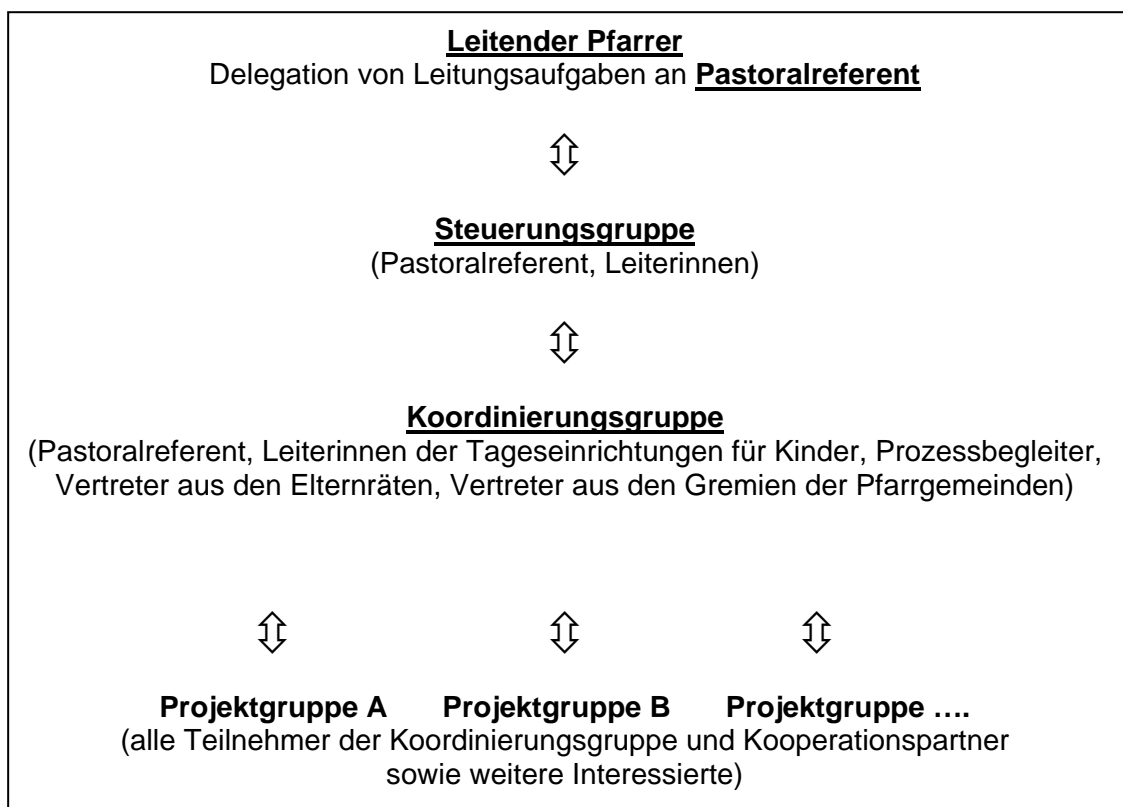 Leitender Pfarrer
Delegation von Leitungsaufgaben an Pastoralreferent
Steuerungsgruppe
(Pastoralreferent, Leiterinnen)
Koordinierungsgruppe
(Pastoralreferent, Leiterinnen der Tageseinrichtungen für Kinder, Prozessbegleiter,
Vertreter aus den Elternräten, Vertreter aus den Gremien der Pfarrgemeinden)
Projektgruppe A Projektgruppe B Projektgruppe ….
(alle Teilnehmer der Koordinierungsgruppe und Kooperationspartner
sowie weitere Interessierte)